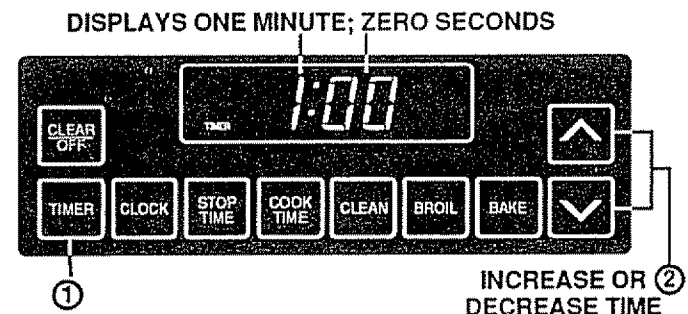 DISPLAYS ONE MINUTE; ZERO SECONDS
1:00
TIMER
CLEAR
OFF
TIMER
CLOCK
STOP
TIME
COOK
TIME
CLEAN
BROIL
BAKE
①
INCREASE OR ②
DECREASE TIME